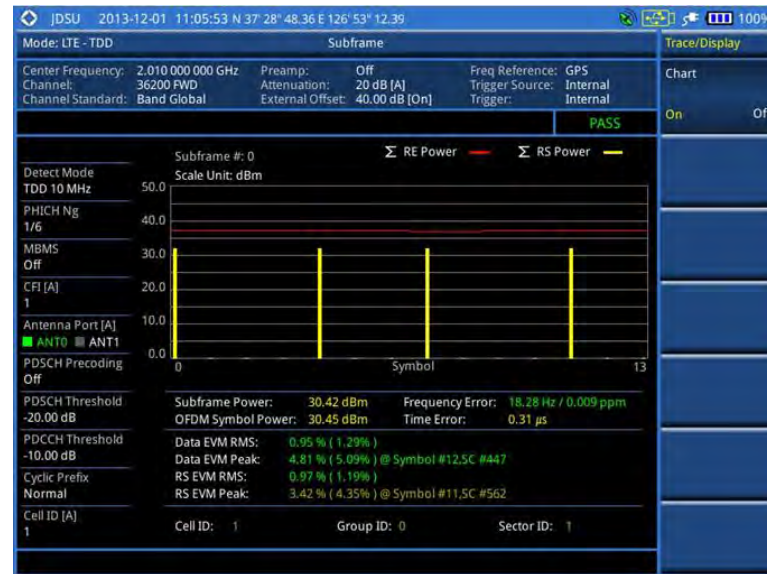 JDSU 2013-12-01 11:05:53 N 37° 28' 48.36 E 126° 53" 12.39 100%
Mode: LTE - TDD Subframe Trace/Display
Center Frequency: 2.010 000 000 GHz Preamp: Off Freq Reference: GPS
Channel: 36200 FWD Attenuation: 20 dB [A] Trigger Source: Internal
Channel Standard: Band Global External Offset: 40.00 dB [On] Trigger: Internal
Chart
On Of
PASS
Subframe #: 0 Σ RE Power Σ RS Power
Scale Unit: dBm
Detect Mode
TDD 10 MHz
PHICH Ng
1/6
MBMS
Off
CFI [A]
1
Antenna Port [A]
ANT0 ANT1
PDSCH Precoding
Off
PDSCH Threshold
-20.00 dB
PDCCH Threshold
-10.00 dB
Cyclic Prefix
Normal
Cell ID [A]
1
50.0
40.0
30.0
20.0
10.0
0.0
0 Symbol 13
Subframe Power: 30.42 dBm Frequency Error: 18.28 Hz / 0.009 ppm
OFDM Symbol Power: 30.45 dBm Time Error: 0.31 µs
Data EVM RMS: 0.95 % ( 1.29% )
Data EVM Peak: 4.81 % ( 5.09% ) @ Symbol #12,SC #447
RS EVM RMS: 0.97 % ( 1.19% )
RS EVM Peak: 3.42 % ( 4.35% ) @ Symbol #11,SC #562
Cell ID: 1 Group ID: 0 Sector ID: 1